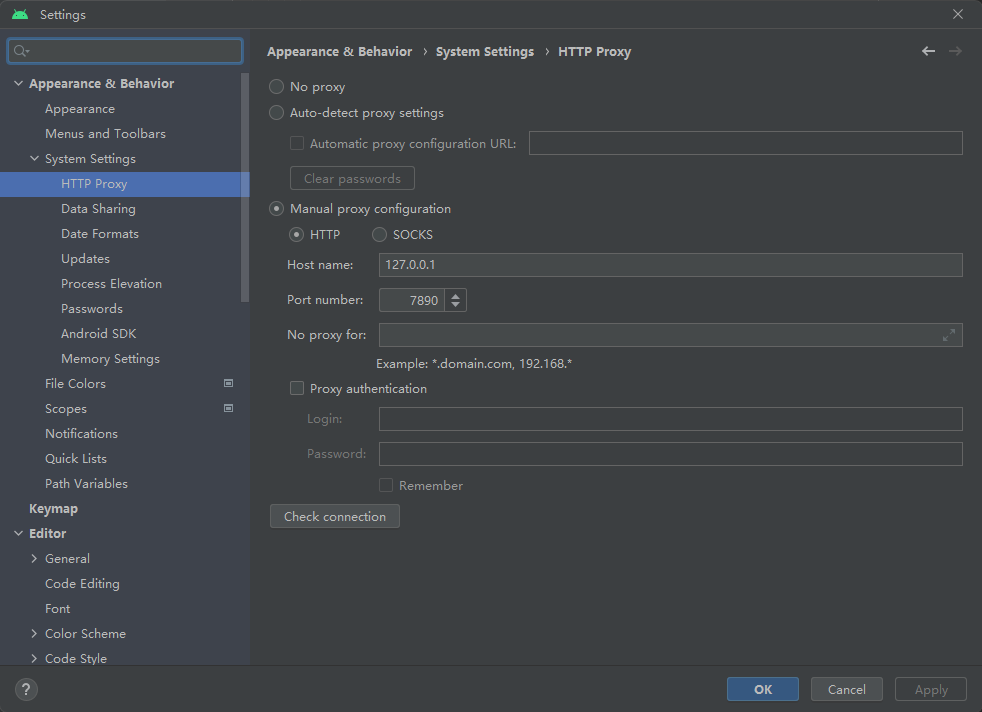 Settings
Appearance & Behavior
Appearance
Menus and Toolbars
System Settings
HTTP Proxy
Data Sharing
Date Formats
Updates
Process Elevation
Passwords
Android SDK
Memory Settings
File Colors
Scopes
Notifications
Quick Lists
Path Variables
Keymap
Editor
General
Code Editing
Font
Color Scheme
Code Style
Appearance & Behavior › System Settings › HTTP Proxy
No proxy
Auto-detect proxy settings
Automatic proxy configuration URL:
Clear passwords
Manual proxy configuration
HTTP SOCKS
Host name: 127.0.0.1
Port number: 7890
No proxy for:
Example: *.domain.com, 192.168.*
Proxy authentication
Login:
Password:
Remember
Check connection
? OK Cancel Apply